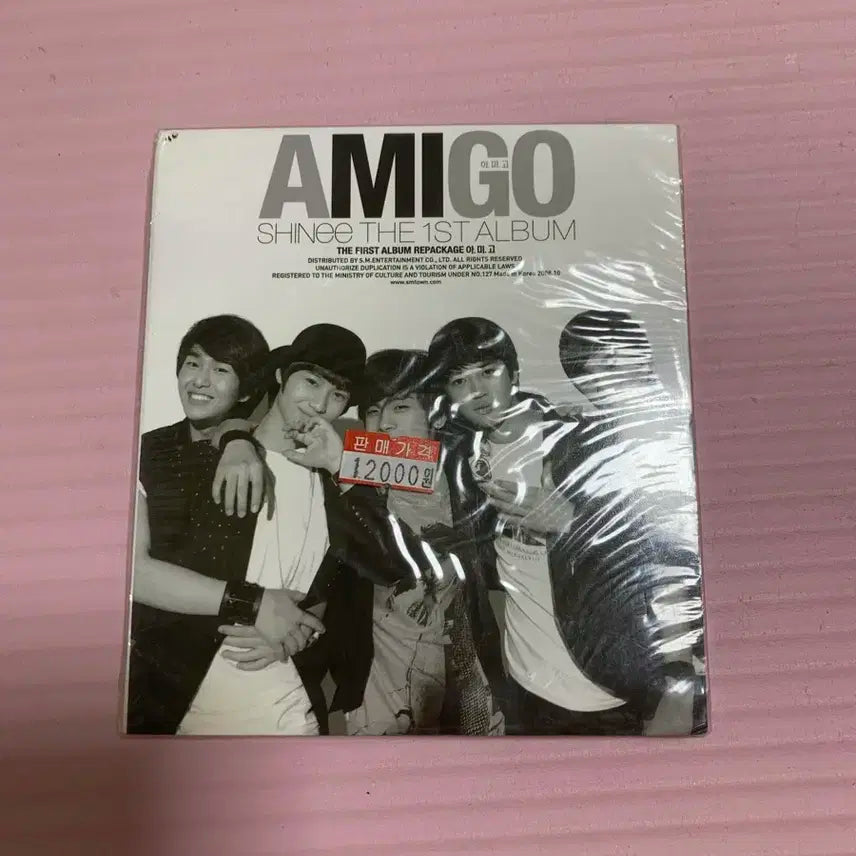 AMIGO
아.미.고
SHINee THE 1ST ALBUM
THE FIRST ALBUM REPACKAGE 아.미.고
DISTRIBUTED BY S.M.ENTERTAINMENT CO., LTD. ALL RIGHTS RESERVED
UNAUTHORIZE DUPLICATION IS A VIOLATION OF APPLICABLE LAWS
REGISTERED TO THE MINISTRY OF CULTURE AND TOURISM UNDER NO.127 Made in Korea 2008.10
www.smtown.com
판매가격
12000원